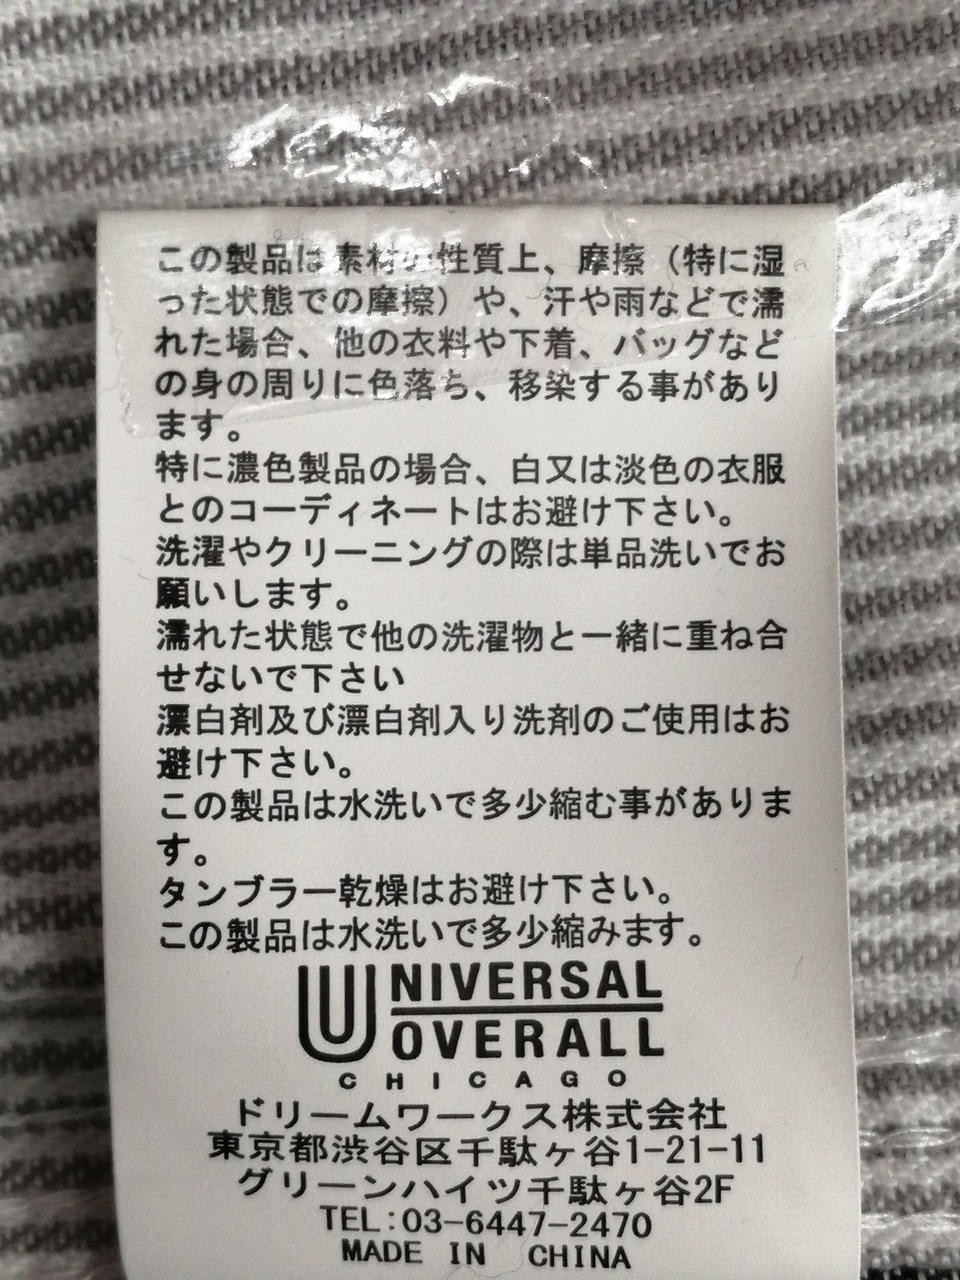 この製品は素材の性質上、摩擦（特に湿
った状態での摩擦）や、汗や雨などで濡
れた場合、他の衣料や下着、バッグなど
の身の周りに色落ち、移染する事があり
ます。
特に濃色製品の場合、白又は淡色の衣服
とのコーディネートはお避け下さい。
洗濯やクリーニングの際は単品洗いでお
願いします。
濡れた状態で他の洗濯物と一緒に重ね合
せないで下さい
漂白剤及び漂白剤入り洗剤のご使用はお
避け下さい。
この製品は水洗いで多少縮む事がありま
す。
タンブラー乾燥はお避け下さい。
この製品は水洗いで多少縮みます。
UNIVERSAL
OVERALL
CHICAGO
ドリームワークス株式会社
東京都渋谷区千駄ヶ谷1-21-11
グリーンハイツ千駄ヶ谷2F
TEL:03-6447-2470
MADE IN CHINA